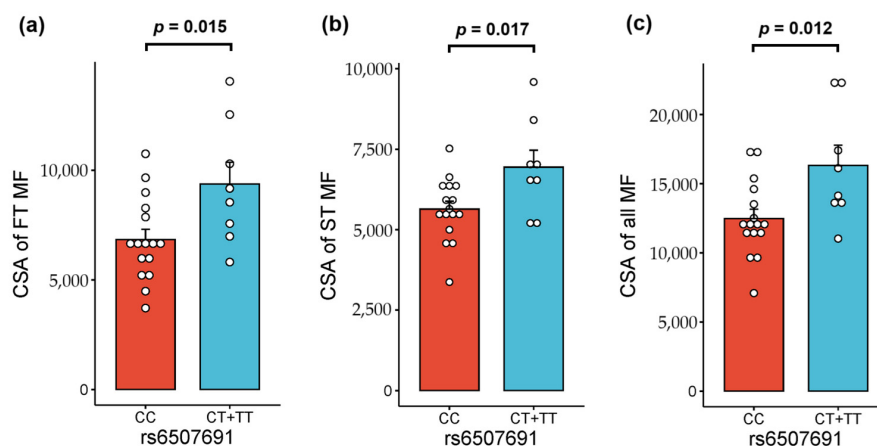 (a)
p = 0.015
CSA of FT MF
10,000
5,000
0
CC
CT+TT
rs6507691
(b)
p = 0.017
CSA of ST MF
10,000
7,500
5,000
2,500
0
CC
CT+TT
rs6507691
(c)
p = 0.012
CSA of all MF
20,000
15,000
10,000
5,000
0
CC
CT+TT
rs6507691